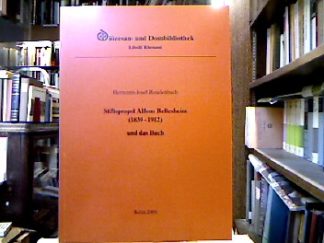 Diözesan- und Dombibliothek
Libelli Rhenani
Hermann-Josef Reudenbach
Stiftspropst Alfons Bellesheim
(1839 –1912)
und das Buch
Köln 2005